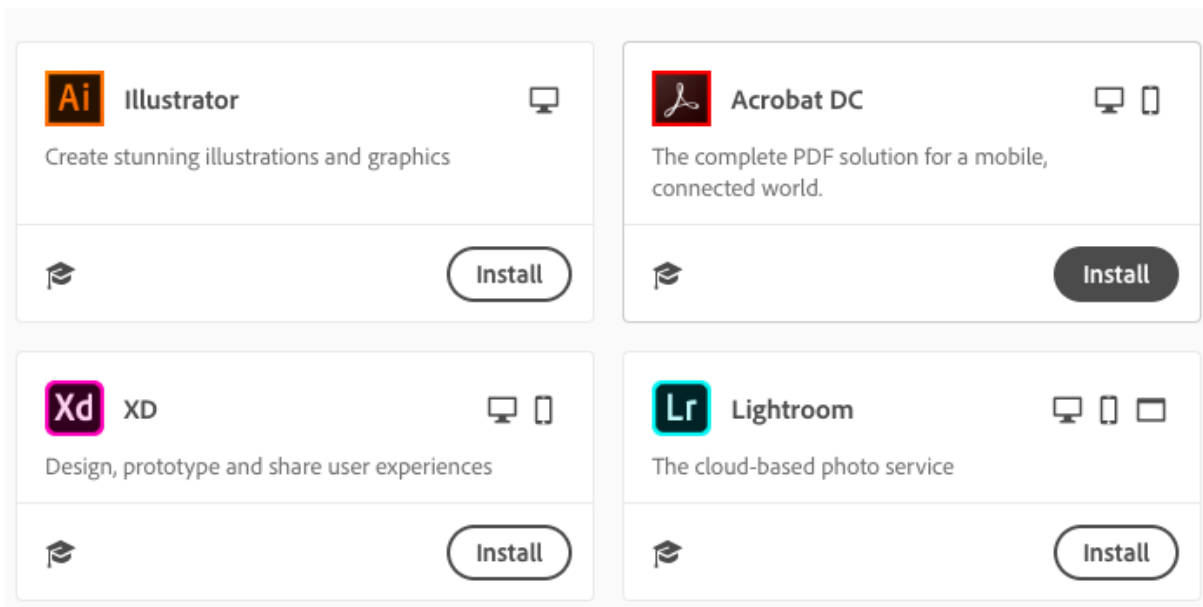 Ai Illustrator
Create stunning illustrations and graphics
Install
Acrobat DC
The complete PDF solution for a mobile,
connected world.
Install
Xd XD
Design, prototype and share user experiences
Install
Lr Lightroom
The cloud-based photo service
Install